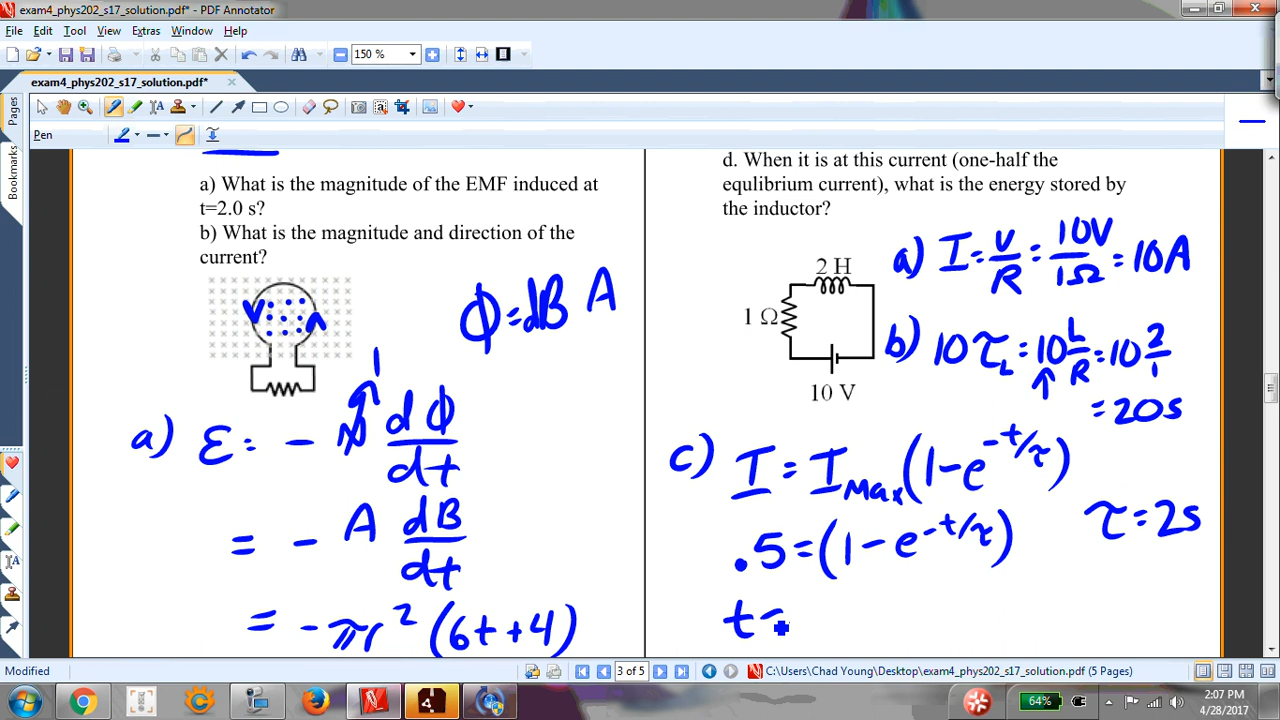 exam4_phys202_s17_solution.pdf* - PDF Annotator
File Edit Tool View Extras Window Help
150 %
exam4_phys202_s17_solution.pdf*
Pen
Pages
a) What is the magnitude of the EMF induced at
t=2.0 s?
b) What is the magnitude and direction of the
current?
Φ=dB A
1
a) ε= - N dΦ/dt
= - A dB/dt
= - πr² (6t+4)
d. When it is at this current (one-half the
equlibrium current), what is the energy stored by
the inductor?
2 H
1 Ω
10 V
a) I = V/R = 10V/1Ω = 10A
b) 10 τL = 10 L/R = 10 2/1
= 20s
c) I = IMax (1-e^-t/τ)
τ = 2s
.5 = (1-e^-t/τ)
t=
Modified
3 of 5
C:\Users\Chad Young\Desktop\exam4_phys202_s17_solution.pdf (5 Pages)
64%
2:07 PM
4/28/2017